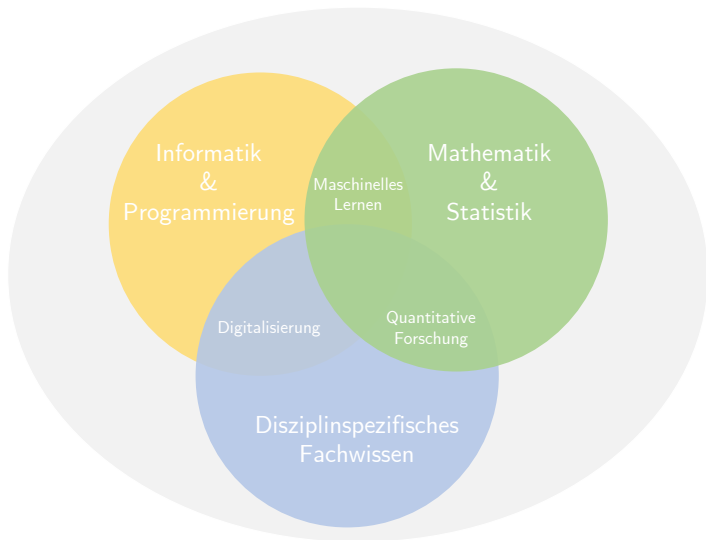 Informatik
&
Programmierung
Mathematik
&
Statistik
Maschinelles
Lernen
Digitalisierung
Quantitative
Forschung
Disziplinspezifisches
Fachwissen